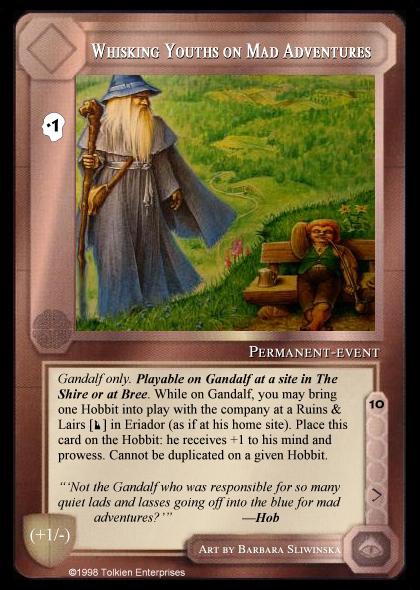 WHISKING YOUTHS ON MAD ADVENTURES
·1
PERMANENT-EVENT
Gandalf only. Playable on Gandalf at a site in The
Shire or at Bree. While on Gandalf, you may bring
one Hobbit into play with the company at a Ruins &
Lairs [] in Eriador (as if at his home site). Place this
card on the Hobbit: he receives +1 to his mind and
prowess. Cannot be duplicated on a given Hobbit.
10
“‘Not the Gandalf who was responsible for so many
quiet lads and lasses going off into the blue for mad
adventures?’” —Hob
(+1/-)
ART BY BARBARA SLIWINSKA
©1998 Tolkien Enterprises